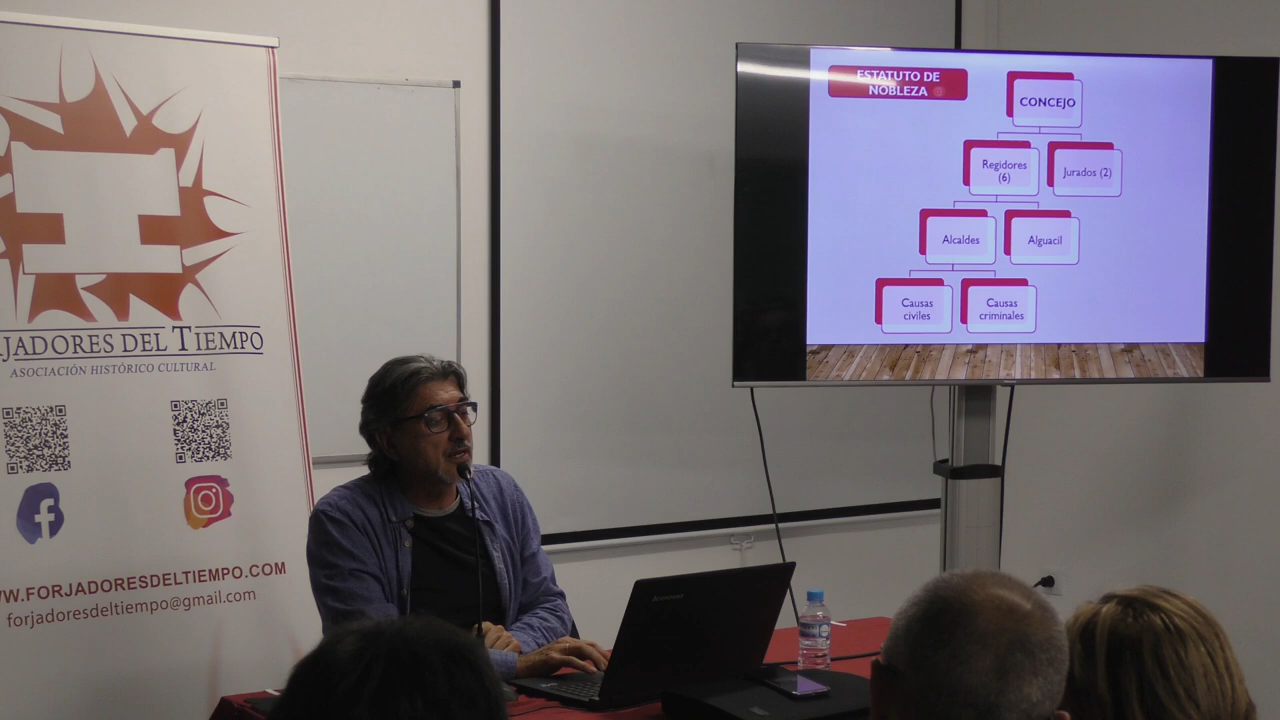 JADORES DEL TIEMPO
ASOCIACIÓN HISTÓRICO CULTURAL
W.FORJADORESDELTIEMPO.COM
forjadoresdeltiempo@gmail.com
ESTATUTO DE
NOBLEZA
CONCEJO
Regidores
(6)
Jurados (2)
Alcaldes
Alguacil
Causas
civiles
Causas
criminales
lenovo